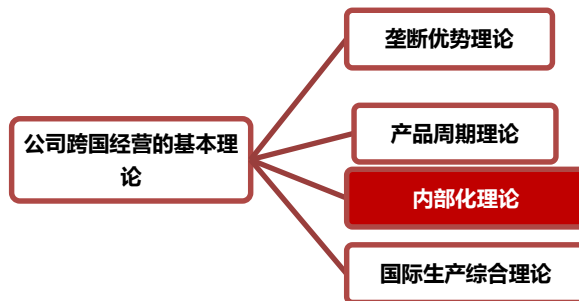 垄断优势理论
产品周期理论
公司跨国经营的基本理
论
内部化理论
国际生产综合理论